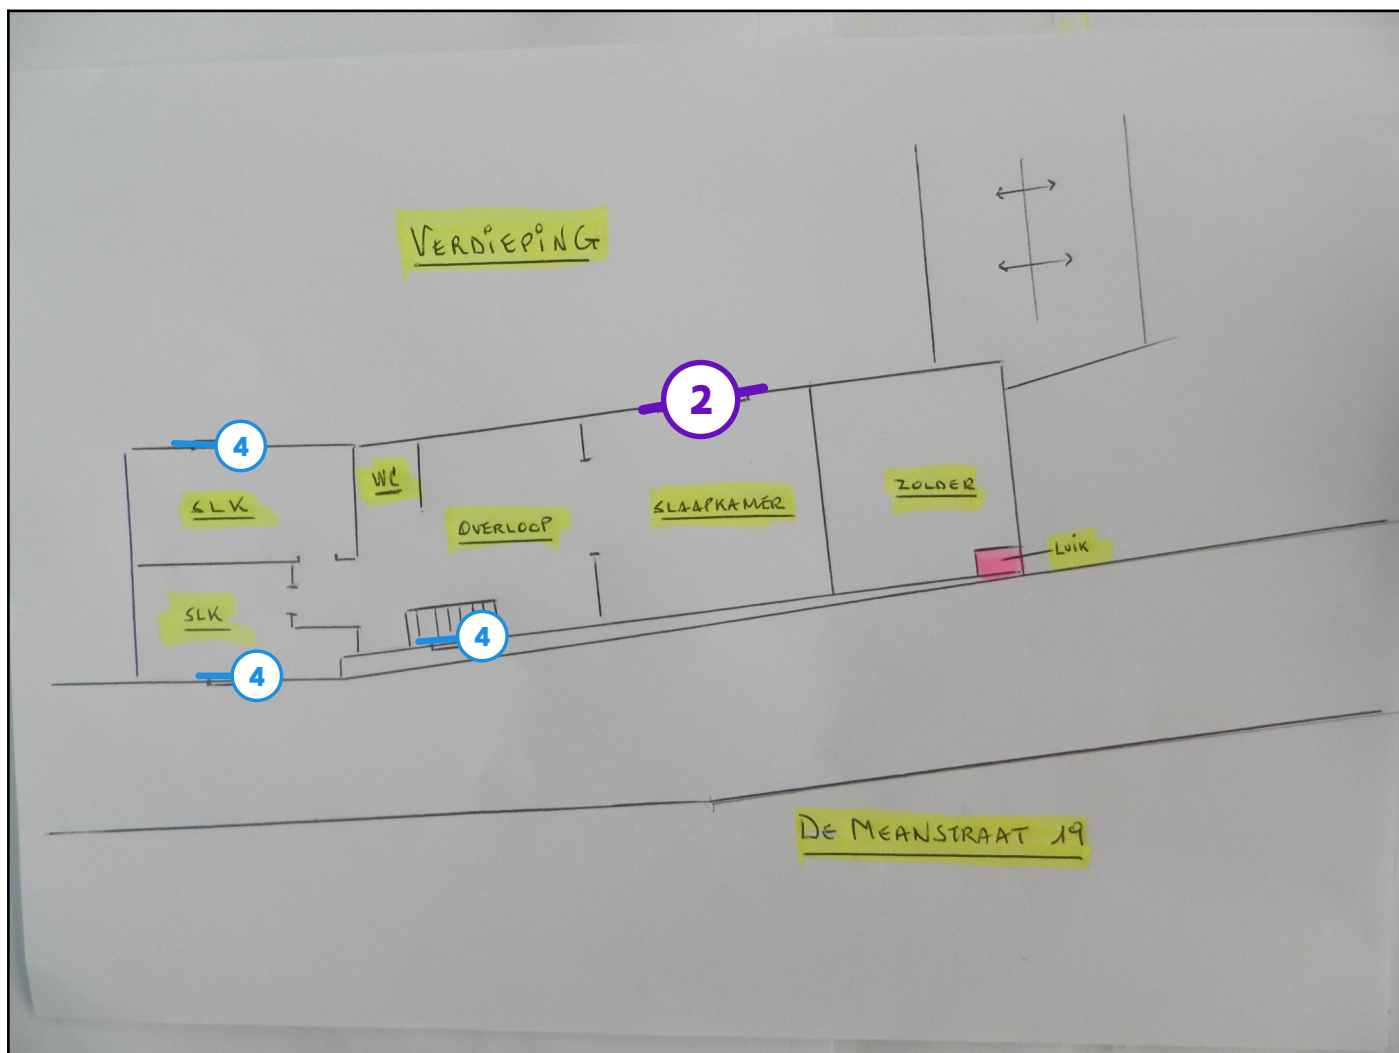 VERDIEPING
2
4
SLK
WC
OVERLOOP
SLAAPKAMER
ZOLDER
LUIK
SLK
4
4
DE MEANSTRAAT 19